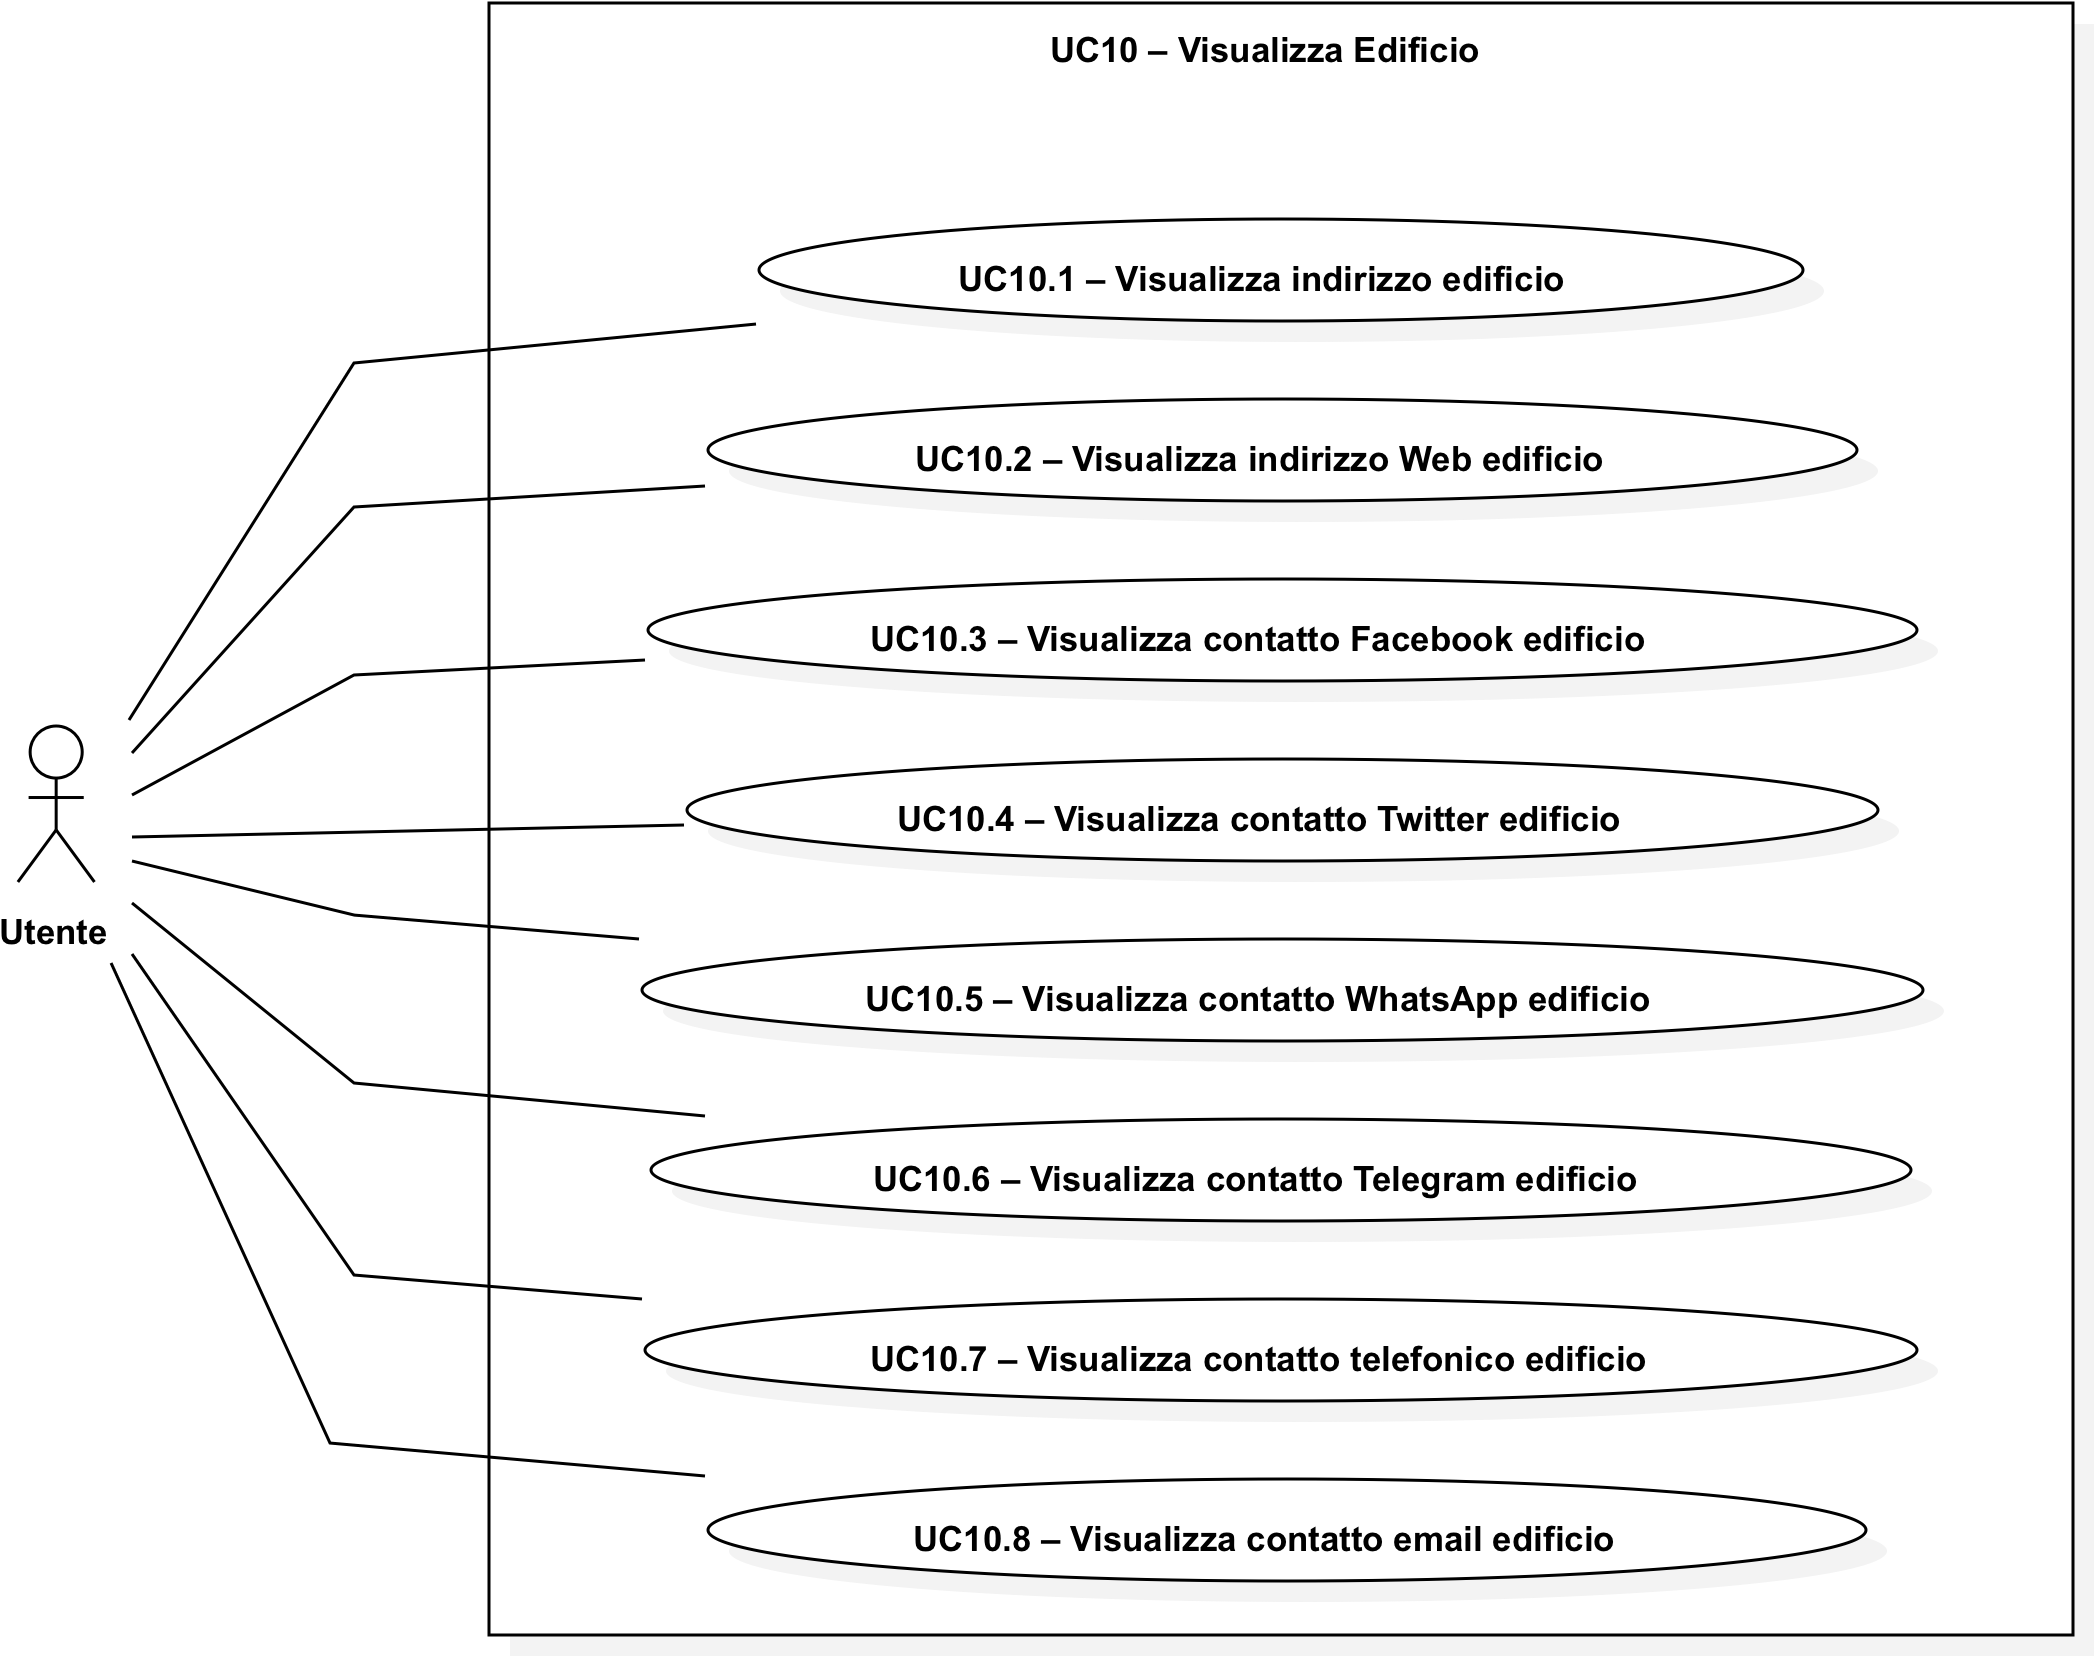 UC10 – Visualizza Edificio
UC10.1 – Visualizza indirizzo edificio
UC10.2 – Visualizza indirizzo Web edificio
UC10.3 – Visualizza contatto Facebook edificio
UC10.4 – Visualizza contatto Twitter edificio
Utente
UC10.5 – Visualizza contatto WhatsApp edificio
UC10.6 – Visualizza contatto Telegram edificio
UC10.7 – Visualizza contatto telefonico edificio
UC10.8 – Visualizza contatto email edificio